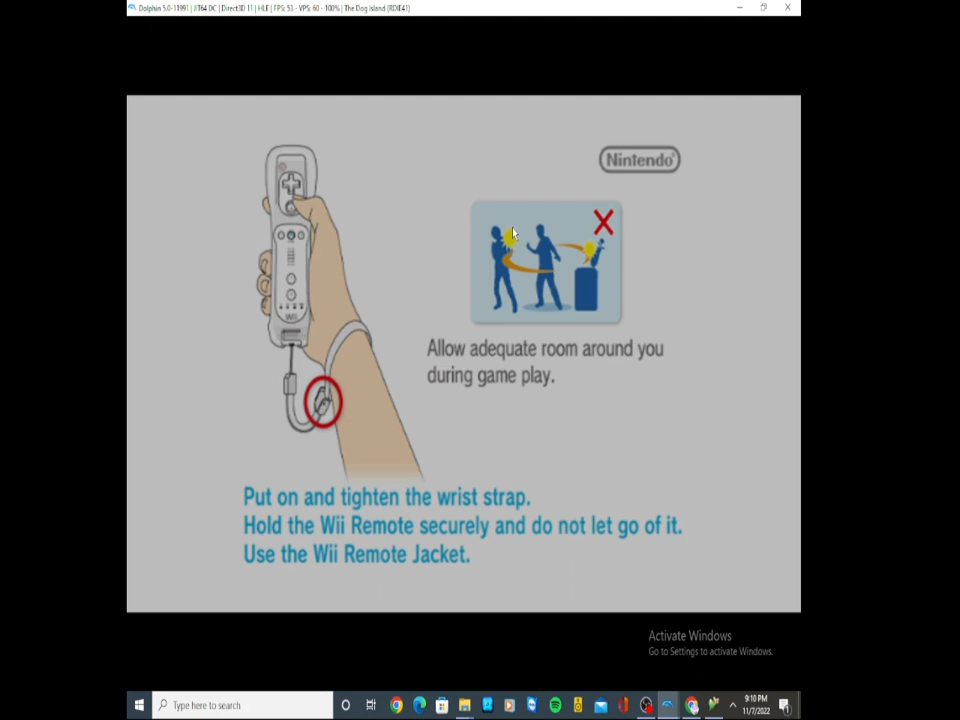 Dolphin 5.0-11991 | JIT64 DC | Direct3D 11 | HLE | FPS: 53 - VPS: 60 - 100% | The Dog Island (RDIE41)
Nintendo
Wii
Allow adequate room around you
during game play.
Put on and tighten the wrist strap.
Hold the Wii Remote securely and do not let go of it.
Use the Wii Remote Jacket.
Activate Windows
Go to Settings to activate Windows.
Type here to search
9:10 PM
11/7/2022